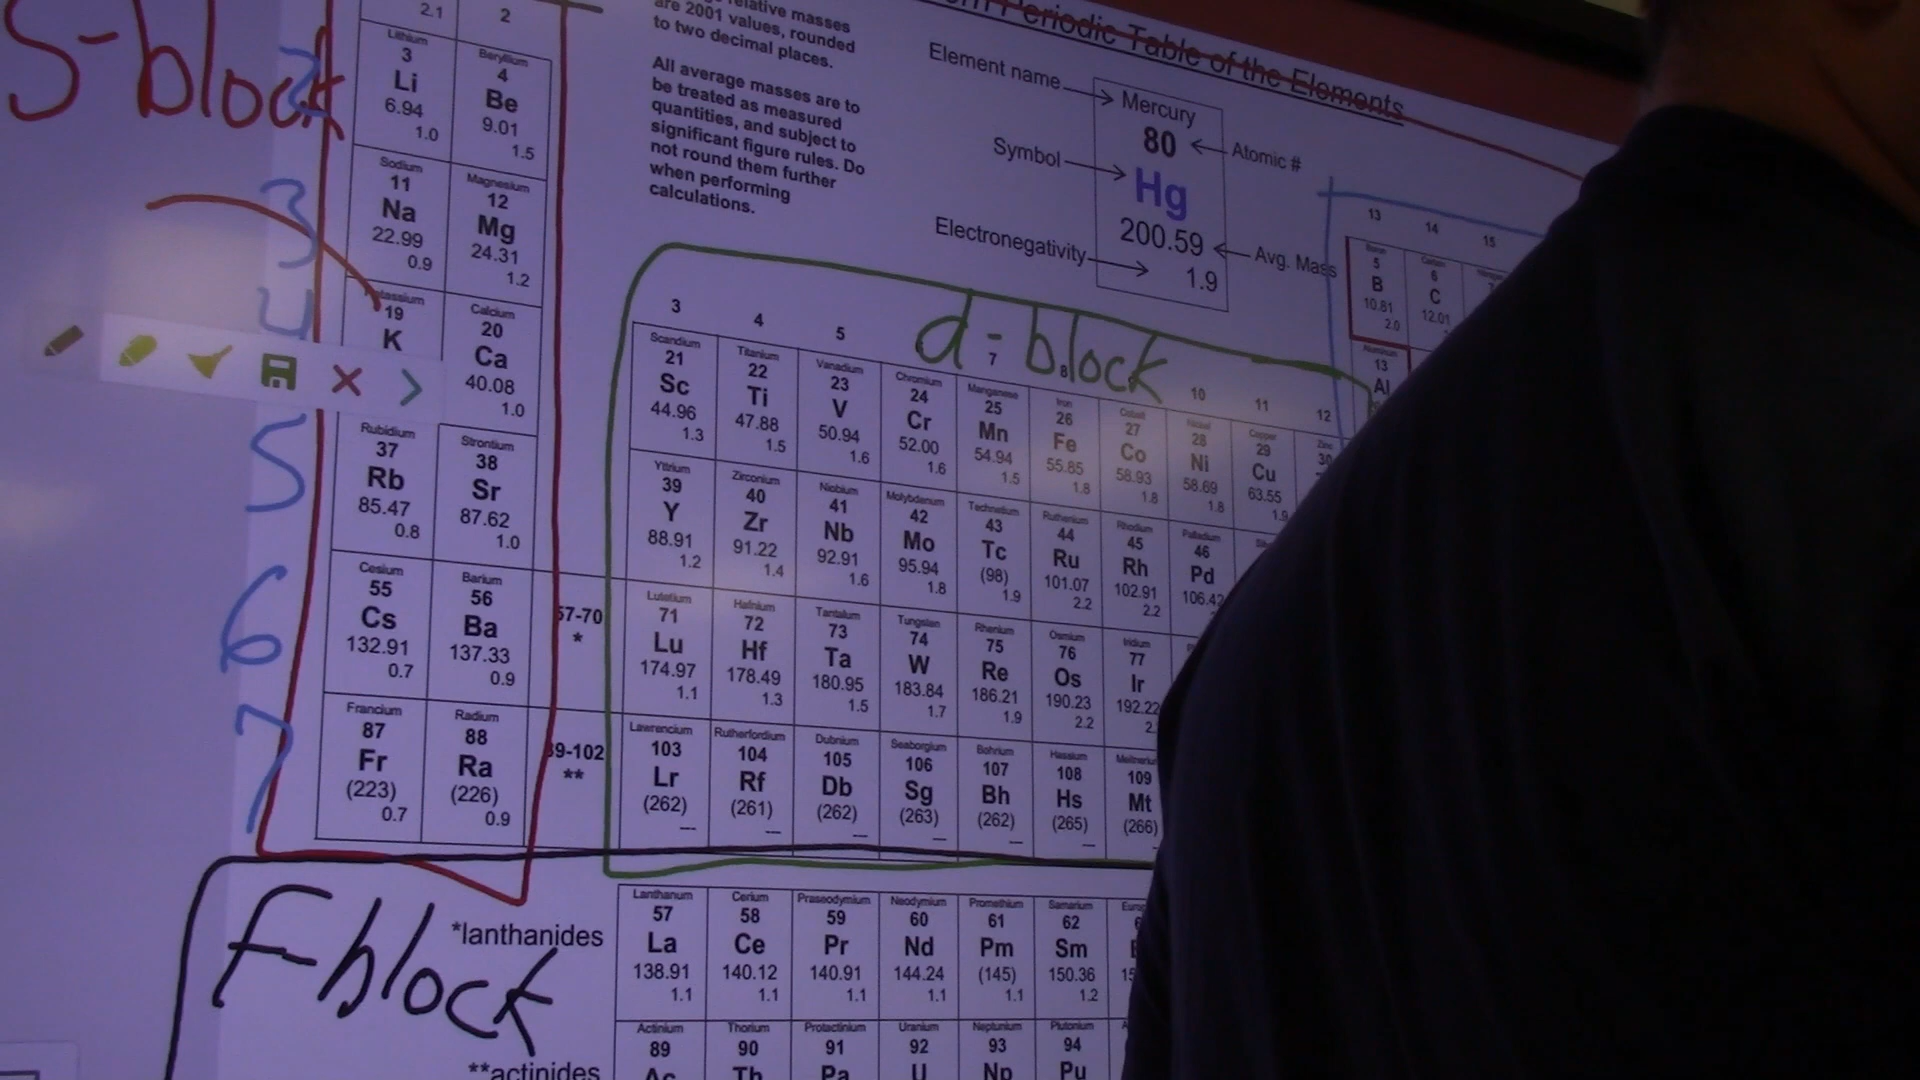 S-block
2.1
2
Lithium
3
Li
6.94
1.0
Beryllium
4
Be
9.01
1.5
Sodium
11
Na
22.99
0.9
Magnesium
12
Mg
24.31
1.2
19
K
Calcium
20
Ca
40.08
1.0
Rubidium
37
Rb
85.47
0.8
Strontium
38
Sr
87.62
1.0
Cesium
55
Cs
132.91
0.7
Barium
56
Ba
137.33
0.9
Francium
87
Fr
(223)
0.7
Radium
88
Ra
(226)
0.9
2
3
4
5
6
7
relative masses
are 2001 values, rounded
to two decimal places.
All average masses are to
be treated as measured
quantities, and subject to
significant figure rules. Do
not round them further
when performing
calculations.
Periodic Table of the Elements
Element name
Mercury
80
Atomic #
Symbol
Hg
200.59
Avg. Mass
Electronegativity
1.9
13
14
15
5
B
10.81
2.0
6
C
12.01
13
Al
d-block
3
4
5
7
8
10
11
12
Scandium
21
Sc
44.96
1.3
Titanium
22
Ti
47.88
1.5
Vanadium
23
V
50.94
1.6
Chromium
24
Cr
52.00
1.6
Manganese
25
Mn
54.94
1.5
Iron
26
Fe
55.85
1.8
Cobalt
27
Co
58.93
1.8
Nickel
28
Ni
58.69
1.8
Copper
29
Cu
63.55
1.9
30
Yttrium
39
Y
88.91
1.2
Zirconium
40
Zr
91.22
1.4
Niobium
41
Nb
92.91
1.6
Molybdenum
42
Mo
95.94
1.8
Technetium
43
Tc
(98)
1.9
Ruthenium
44
Ru
101.07
2.2
Rhodium
45
Rh
102.91
2.2
Palladium
46
Pd
106.42
57-70
*
Lutetium
71
Lu
174.97
1.1
Hafnium
72
Hf
178.49
1.3
Tantalum
73
Ta
180.95
1.5
Tungsten
74
W
183.84
1.7
Rhenium
75
Re
186.21
1.9
Osmium
76
Os
190.23
2.2
Iridium
77
Ir
192.22
9-102
**
Lawrencium
103
Lr
(262)
Rutherfordium
104
Rf
(261)
Dubnium
105
Db
(262)
Seaborgium
106
Sg
(263)
Bohrium
107
Bh
(262)
Hassium
108
Hs
(265)
109
Mt
(266)
F-block
*lanthanides
Lanthanum
57
La
138.91
1.1
Cerium
58
Ce
140.12
1.1
Praseodymium
59
Pr
140.91
1.1
Neodymium
60
Nd
144.24
1.1
Promethium
61
Pm
(145)
1.1
Samarium
62
Sm
150.36
1.2
**actinides
Actinium
89
Ac
Thorium
90
Th
Protactinium
91
Pa
Uranium
92
U
Neptunium
93
Np
Plutonium
94
Pu